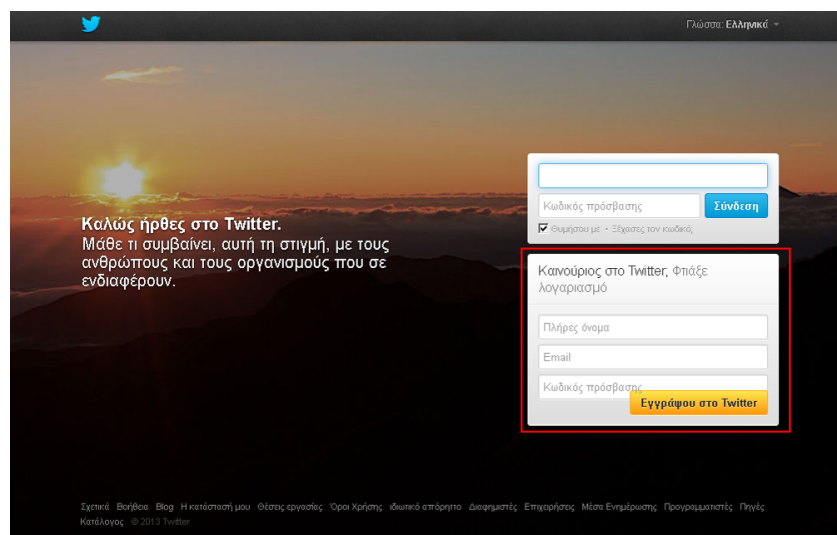 Γλώσσα: Ελληνικά
Κωδικός πρόσβασης
Σύνδεση
Θυμήσου με · Ξέχασες τον κωδικό;
Καλώς ήρθες στο Twitter.
Μάθε τι συμβαίνει, αυτή τη στιγμή, με τους
ανθρώπους και τους οργανισμούς που σε
ενδιαφέρουν.
Καινούριος στο Twitter; Φτιάξε
λογαριασμό
Πλήρες όνομα
Email
Κωδικός πρόσβασης
Εγγράψου στο Twitter
Σχετικά Βοήθεια Blog Η κατάστασή μου Θέσεις εργασίας Όροι Χρήσης ιδιωτικό απόρρητο Διαφημιστές Επιχειρήσεις Μέσα Ενημέρωσης Προγραμματιστές Πηγές
Κατάλογος © 2013 Twitter